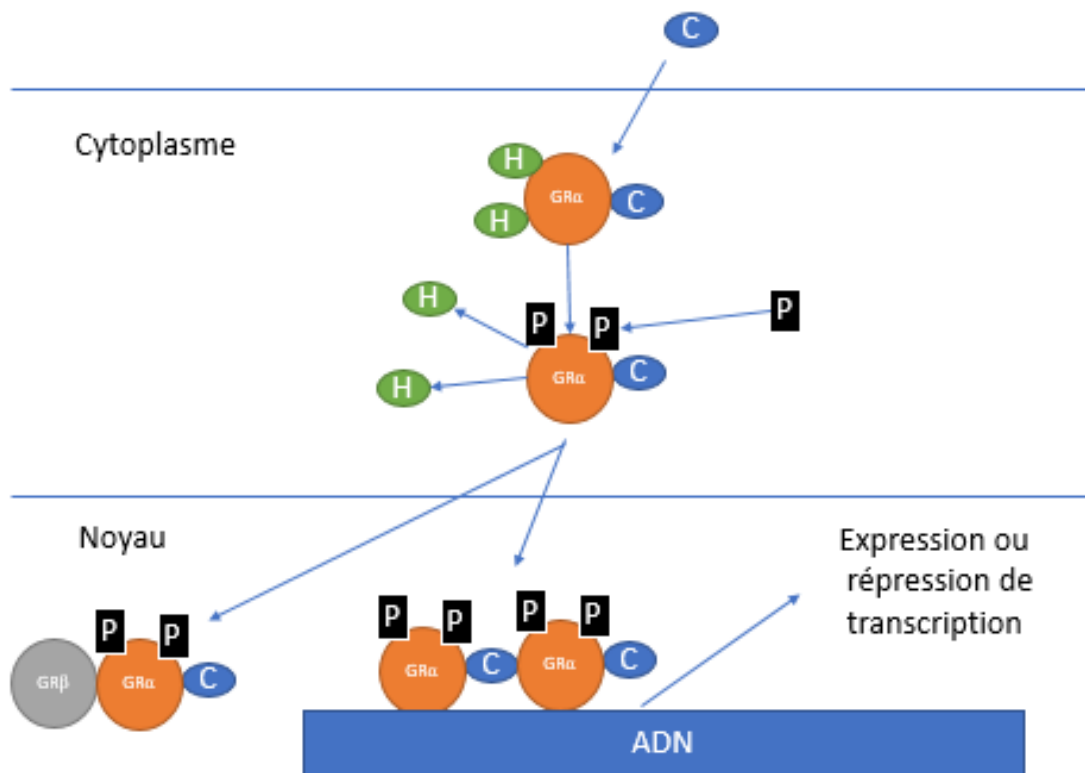 C
Cytoplasme
H
GRα
H
C
H
P
P
P
H
GRα
C
Noyau
Expression ou
répression de
transcription
P
P
P
P
P
P
GRβ
GRα
C
GRα
C
GRα
C
ADN